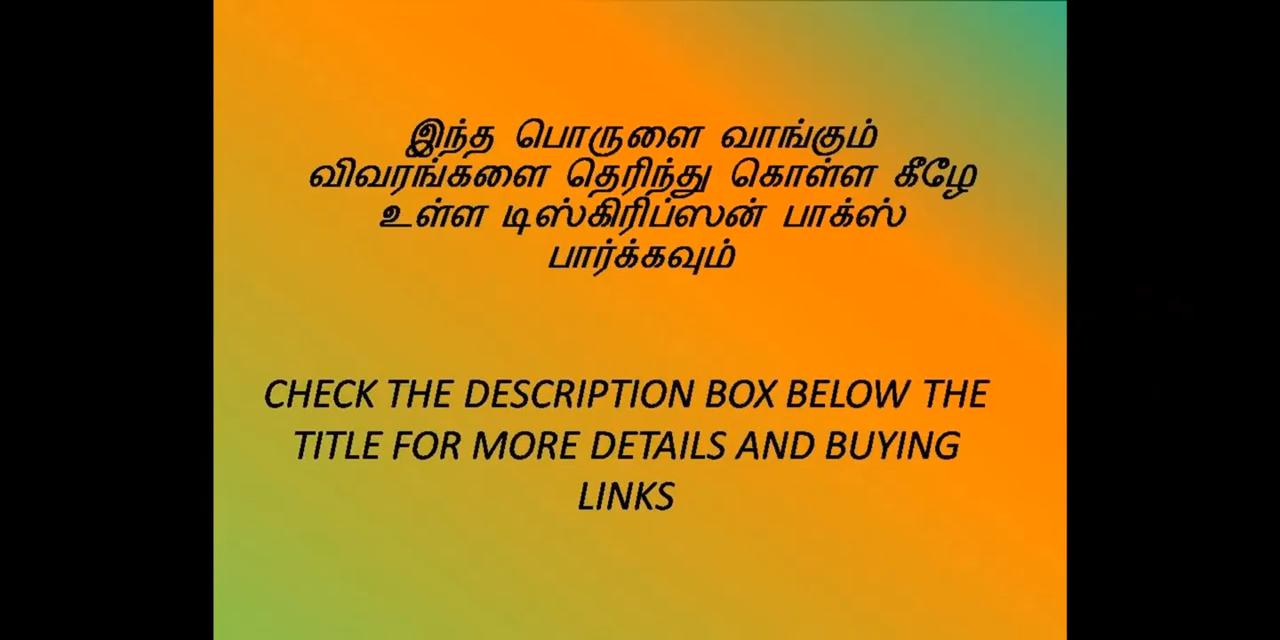 இந்த பொருளை வாங்கும்
விவரங்களை தெரிந்து கொள்ள கீழே
உள்ள டிஸ்கிரிப்ஸன் பாக்ஸ்
பார்க்கவும்
CHECK THE DESCRIPTION BOX BELOW THE
TITLE FOR MORE DETAILS AND BUYING
LINKS